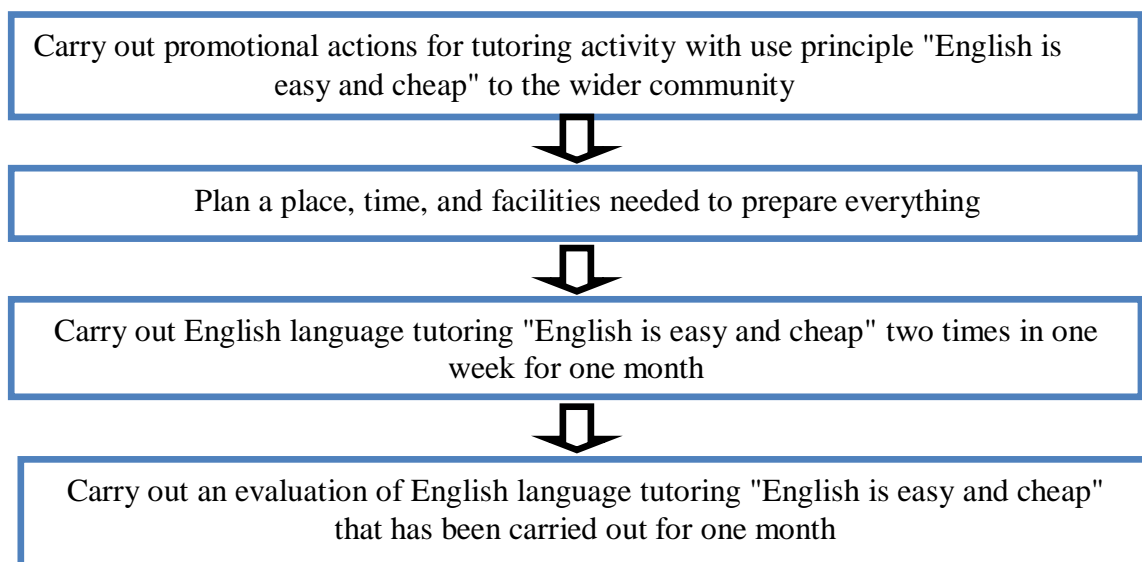 Carry out promotional actions for tutoring activity with use principle "English is
easy and cheap" to the wider community
Plan a place, time, and facilities needed to prepare everything
Carry out English language tutoring "English is easy and cheap" two times in one
week for one month
Carry out an evaluation of English language tutoring "English is easy and cheap"
that has been carried out for one month